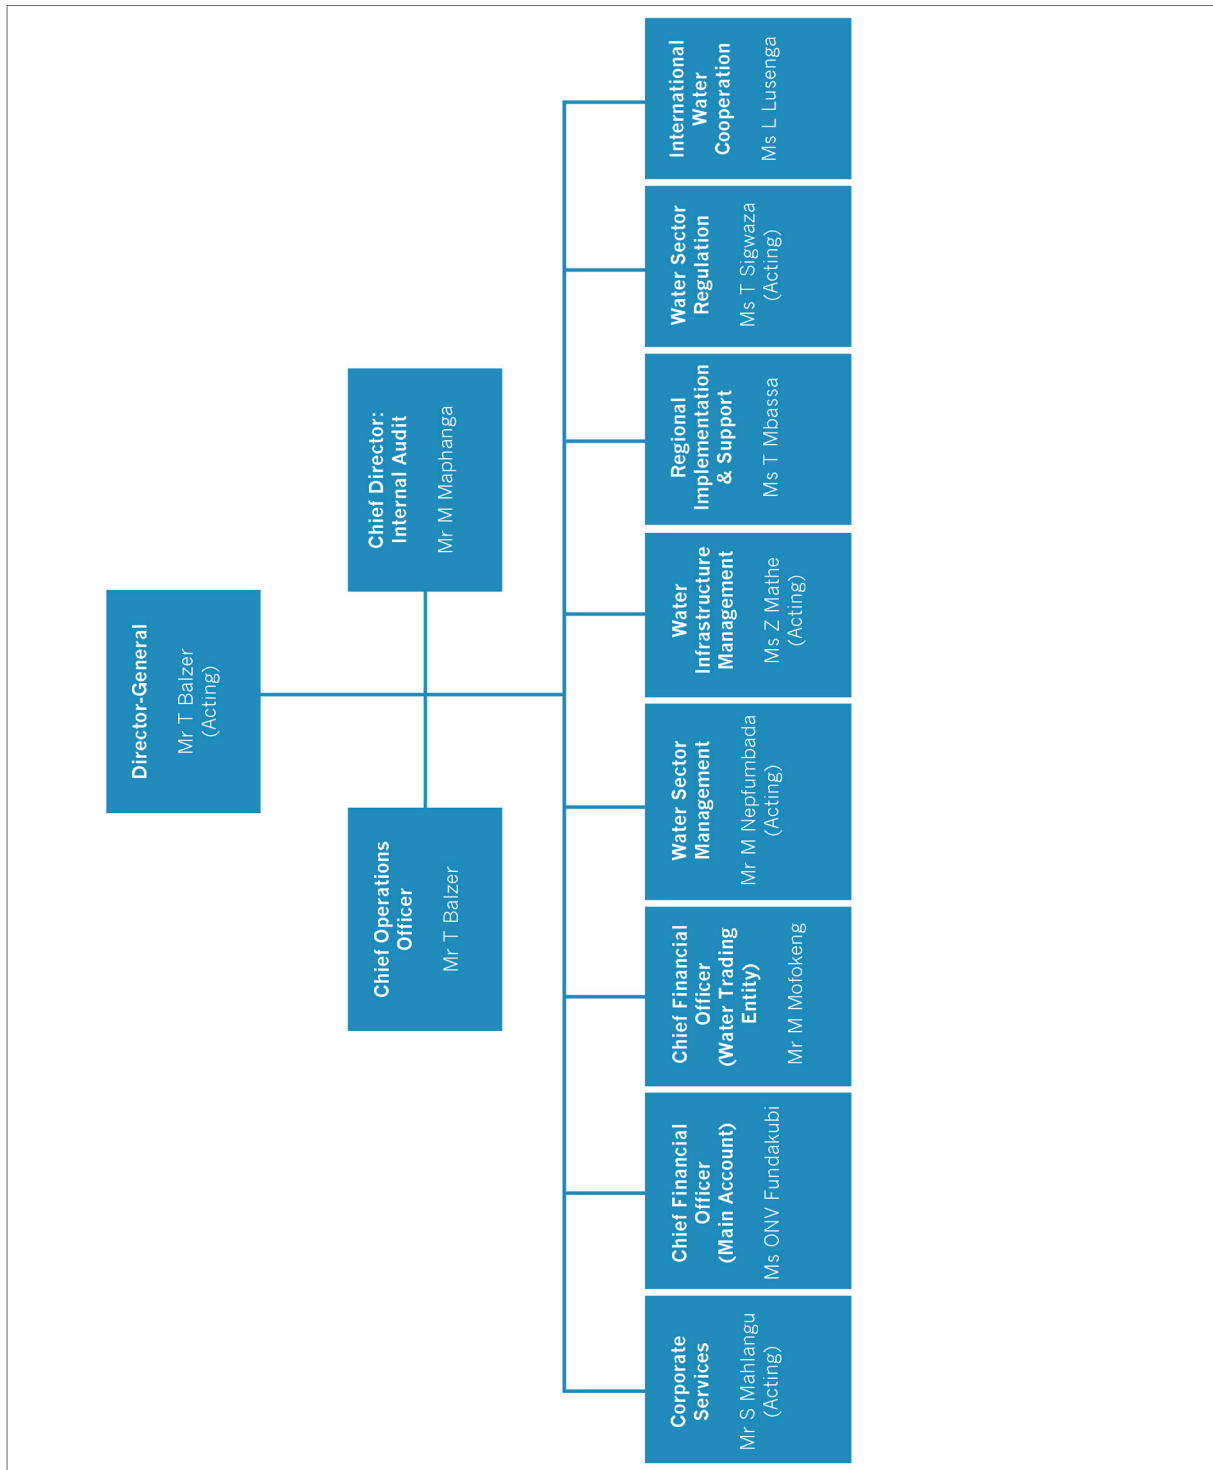 Director-General
Mr T Balzer
(Acting)
Chief Operations
Officer
Mr T Balzer
Chief Director:
Internal Audit
Mr M Maphanga
Corporate
Services
Mr S Mahlangu
(Acting)
Chief Financial
Officer
(Main Account)
Ms ONV Fundakubi
Chief Financial
Officer
(Water Trading
Entity)
Mr M Mofokeng
Water Sector
Management
Mr M Nepfumbada
(Acting)
Water
Infrastructure
Management
Ms Z Mathe
(Acting)
Regional
Implementation
& Support
Ms T Mbassa
Water Sector
Regulation
Ms T Sigwaza
(Acting)
International
Water
Cooperation
Ms L Lusenga